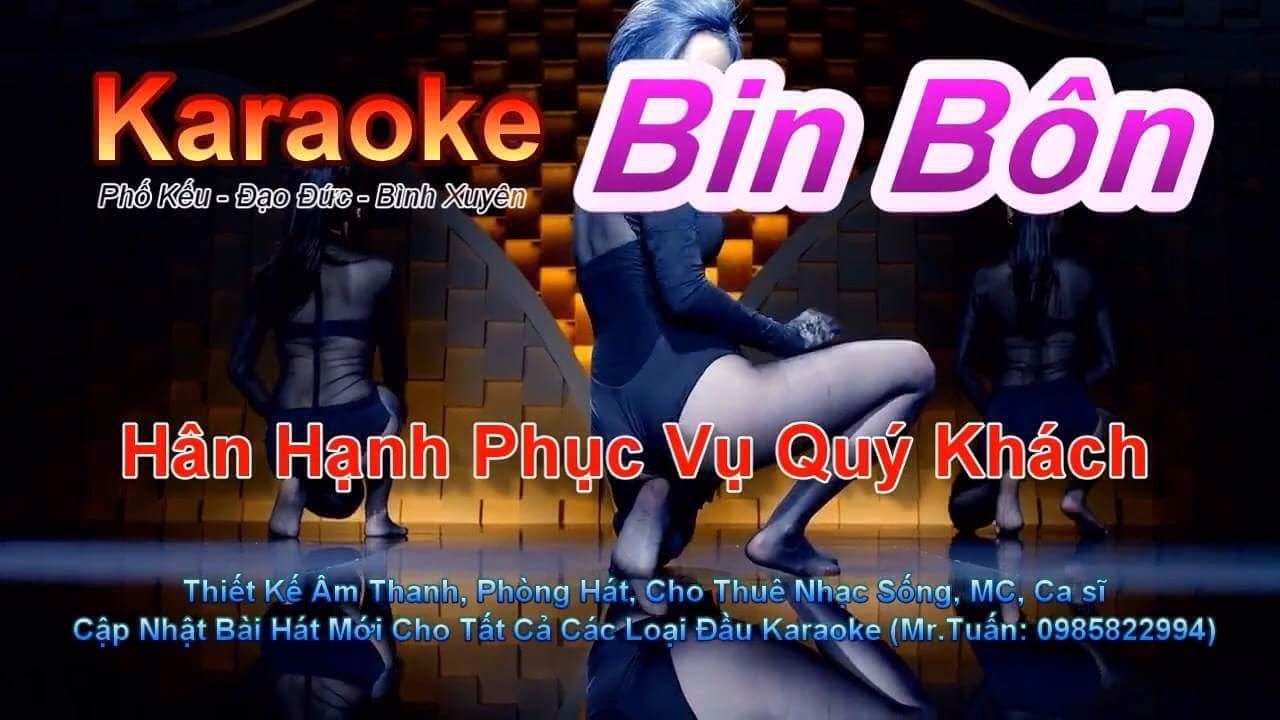 Karaoke Bin Bôn
Phố Kếu - Đạo Đức - Bình Xuyên
Hân Hạnh Phục Vụ Quý Khách
Thiết Kế Âm Thanh, Phòng Hát, Cho Thuê Nhạc Sống, MC, Ca sĩ
Cập Nhật Bài Hát Mới Cho Tất Cả Các Loại Đầu Karaoke (Mr.Tuấn: 0985822994)